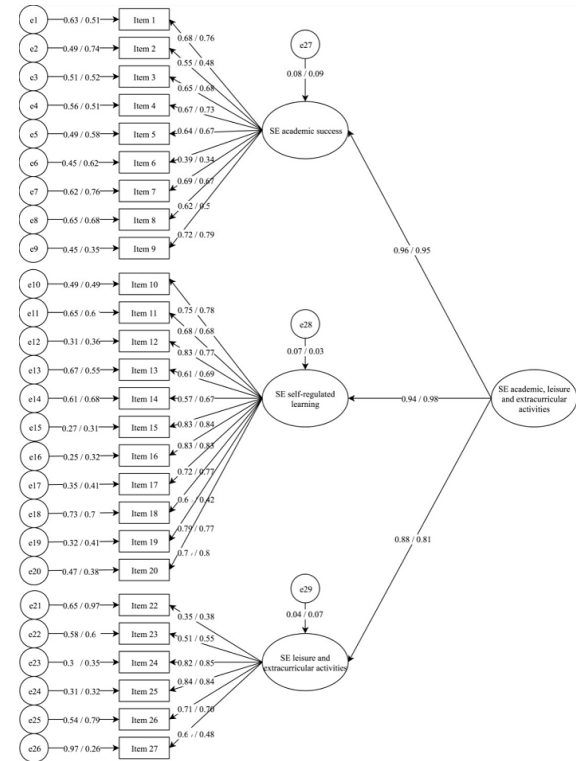 e1 0.63 / 0.51 Item 1
e2 0.49 / 0.74 Item 2
e3 0.51 / 0.52 Item 3
e4 0.56 / 0.51 Item 4
e5 0.49 / 0.58 Item 5
e6 0.45 / 0.62 Item 6
e7 0.62 / 0.76 Item 7
e8 0.65 / 0.68 Item 8
e9 0.45 / 0.35 Item 9
0.68 / 0.76
0.55 / 0.48
0.65 / 0.68
0.67 / 0.73
0.64 / 0.67
0.39 / 0.34
0.69 / 0.67
0.62 / 0.5
0.72 / 0.79
e27
0.08 / 0.09
SE academic success
0.96 / 0.95
e10 0.49 / 0.49 Item 10
e11 0.65 / 0.6 Item 11
e12 0.31 / 0.36 Item 12
e13 0.67 / 0.55 Item 13
e14 0.61 / 0.68 Item 14
e15 0.27 / 0.31 Item 15
e16 0.25 / 0.32 Item 16
e17 0.35 / 0.41 Item 17
e18 0.73 / 0.7 Item 18
e19 0.32 / 0.41 Item 19
e20 0.47 / 0.38 Item 20
0.75 / 0.78
0.68 / 0.68
0.83 / 0.77
0.61 / 0.69
0.57 / 0.67
0.83 / 0.84
0.83 / 0.83
0.72 / 0.77
/ 0.42
0.79 / 0.77
/ 0.8
e28
0.07 / 0.03
SE self-regulated
learning
0.94 / 0.98
SE academic, leisure
and extracurricular
activities
e21 0.65 / 0.97 Item 22
e22 0.58 / 0.6 Item 23
e23 0.3 / 0.35 Item 24
e24 0.31 / 0.32 Item 25
e25 0.54 / 0.79 Item 26
e26 0.97 / 0.26 Item 27
0.35 / 0.38
0.51 / 0.55
0.82 / 0.85
0.84 / 0.84
0.71 / 0.70
/ 0.48
e29
0.04 / 0.07
SE leisure and
extracurricular activities
0.88 / 0.81